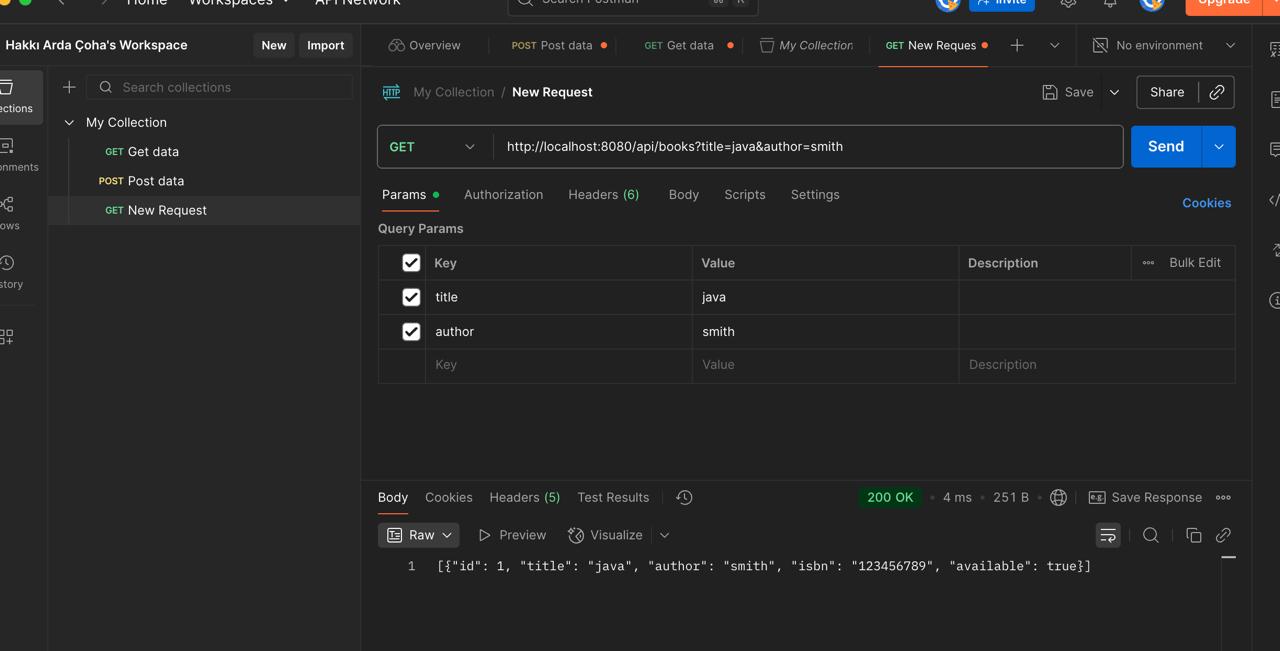 Home Workspaces API Network Search Postman ⌘ K Invite Upgrade
Hakkı Arda Çoha's Workspace New Import Overview POST Post data GET Get data My Collection GET New Reques No environment
Search collections
My Collection / New Request Save Share
ections
My Collection
GET http://localhost:8080/api/books?title=java&author=smith Send
GET Get data
onments
POST Post data
Params Authorization Headers (6) Body Scripts Settings Cookies
GET New Request
ows
Query Params
Key Value Description Bulk Edit
story
title java
author smith
Key Value Description
Body Cookies Headers (5) Test Results 200 OK • 4 ms • 251 B • e.g. Save Response
Raw Preview Visualize
1 [{"id": 1, "title": "java", "author": "smith", "isbn": "123456789", "available": true}]